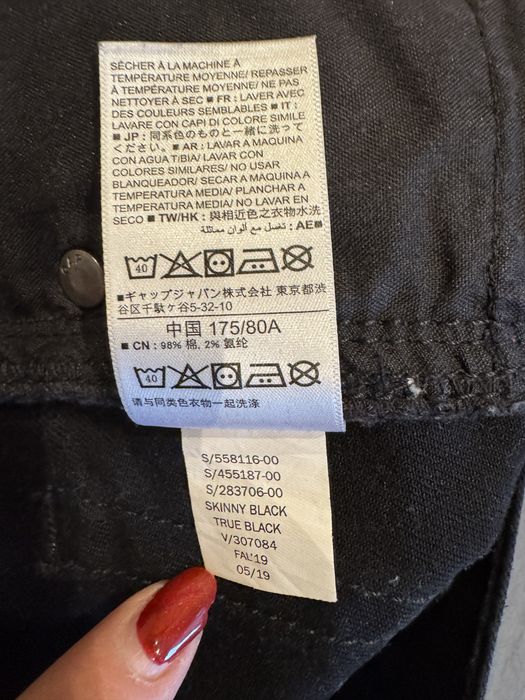 SÉCHER À LA MACHINE À
TEMPÉRATURE MOYENNE/ REPASSER
À TEMPÉRATURE MOYENNE/ NE PAS
NETTOYER À SEC ■ FR : LAVER AVEC
DES COULEURS SEMBLABLES ■ IT :
LAVARE CON CAPI DI COLORE SIMILE
■ JP : 同系色のものと一緒に洗って
ください。■ AR: LAVAR A MAQUINA
CON AGUA TIBIA/ LAVAR CON
COLORES SIMILARES/ NO USAR
BLANQUEADOR/ SECAR A MAQUINA A
TEMPERATURA MEDIA/ PLANCHAR A
TEMPERATURA MEDIA/ NO LAVAR EN
SECO ■ TW/HK : 與相近色之衣物水洗
■ AE: تغسل مع ألوان مماثلة
40
■ギャップジャパン株式会社 東京都渋
谷区千駄ヶ谷5-32-10
中国 175/80A
■ CN : 98% 棉, 2% 氨纶
40
请与同类色衣物一起洗涤
S/558116-00
S/455187-00
S/283706-00
SKINNY BLACK
TRUE BLACK
V/307084
FAL'19
05/19